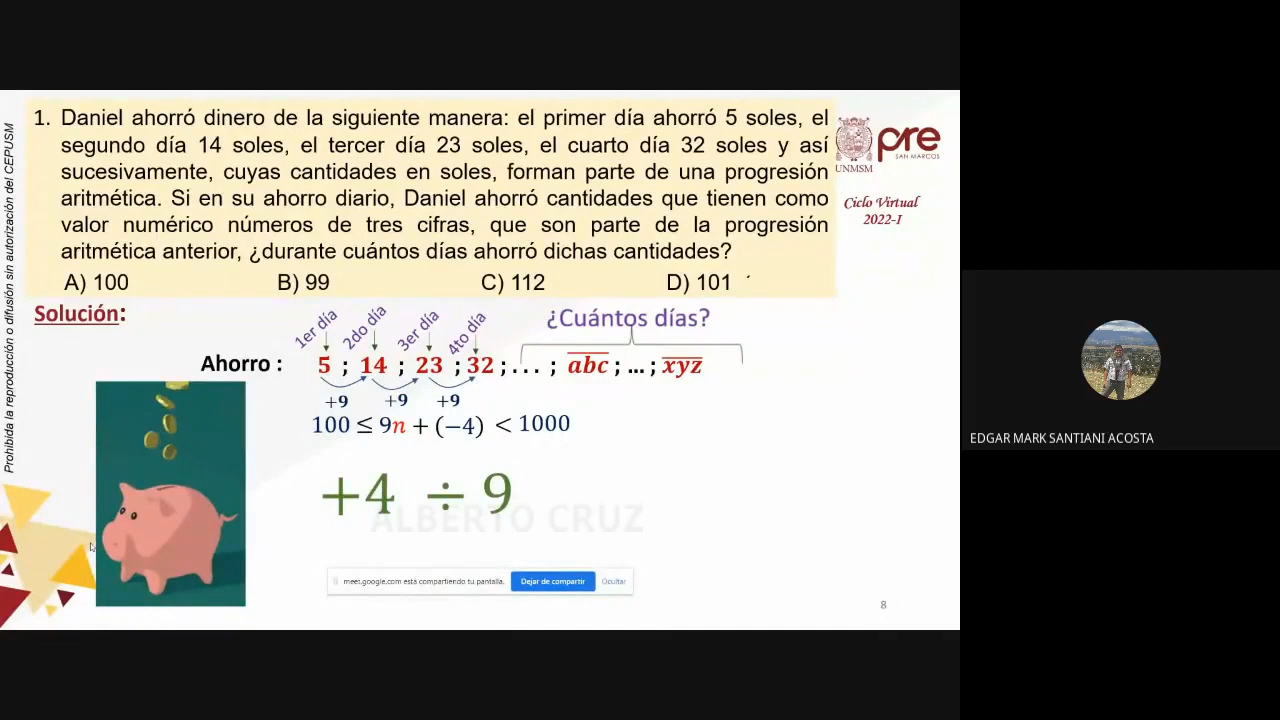 1. Daniel ahorró dinero de la siguiente manera: el primer día ahorró 5 soles, el
segundo día 14 soles, el tercer día 23 soles, el cuarto día 32 soles y así
sucesivamente, cuyas cantidades en soles, forman parte de una progresión
aritmética. Si en su ahorro diario, Daniel ahorró cantidades que tienen como
valor numérico números de tres cifras, que son parte de la progresión
aritmética anterior, ¿durante cuántos días ahorró dichas cantidades?
A) 100 B) 99 C) 112 D) 101
UNMSM
pre
SAN MARCOS
Ciclo Virtual
2022-I
Prohibida la reproducción o difusión sin autorización del CEPUSM
Solución:
1er día 2do día 3er día 4to día ¿Cuántos días?
Ahorro : 5 ; 14 ; 23 ; 32 ; . . . ; a̅b̅c̅ ; ... ; x̅y̅z̅
+9 +9 +9
100 ≤ 9n + (−4) < 1000
+4 ÷ 9
ALBERTO CRUZ
meet.google.com está compartiendo tu pantalla. Dejar de compartir Ocultar
8
EDGAR MARK SANTIANI ACOSTA